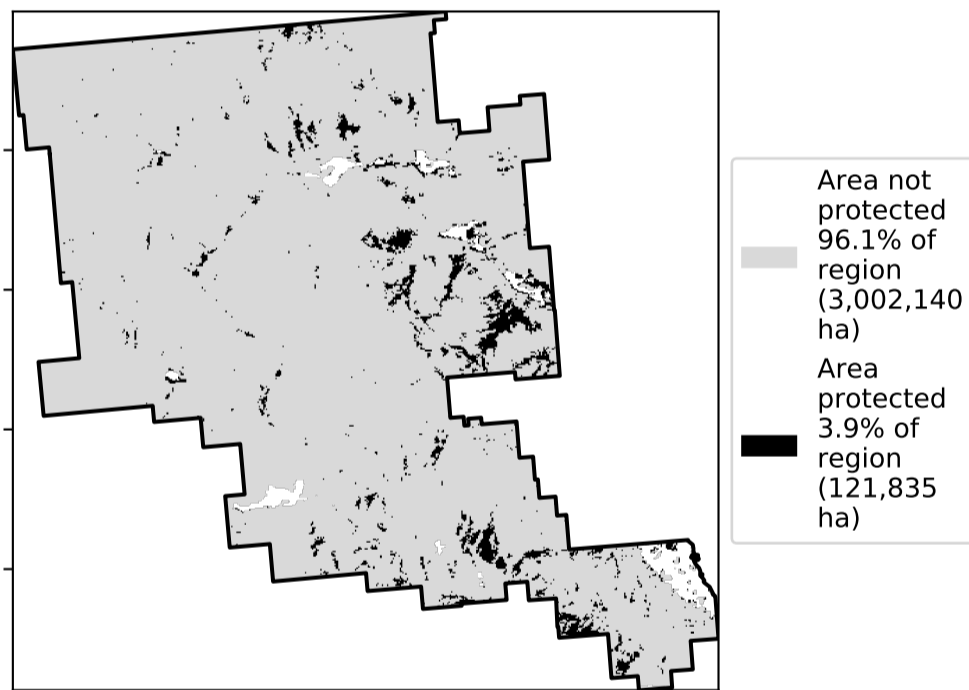 Area not
protected
96.1% of
region
(3,002,140
ha)
Area
protected
3.9% of
region
(121,835
ha)